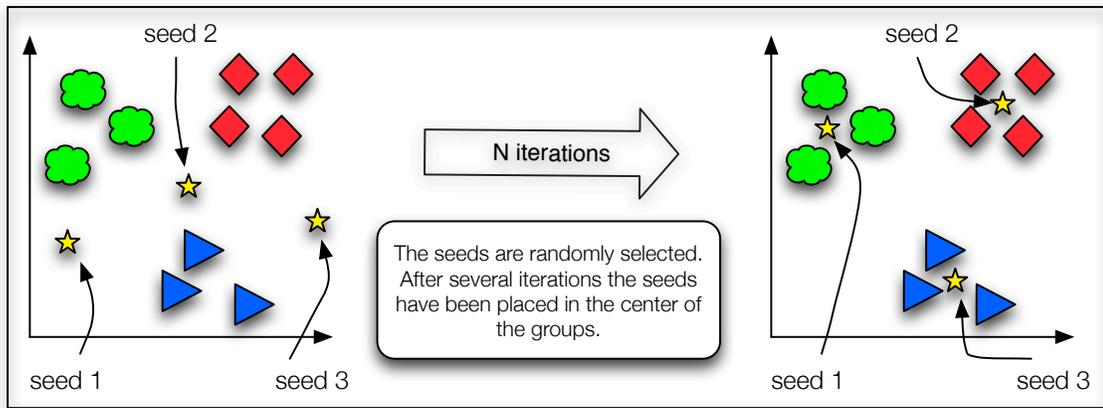 seed 2
seed 2
N iterations
The seeds are randomly selected.
After several iterations the seeds
have been placed in the center of
the groups.
seed 1
seed 3
seed 1
seed 3